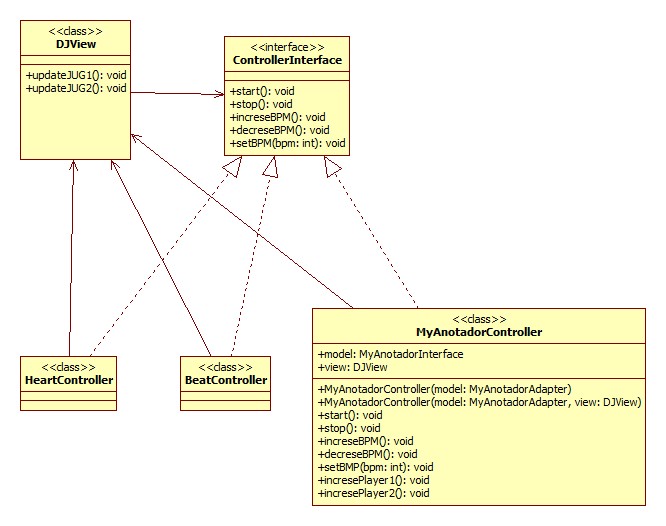 <<class>>
DJView
+updateJUG1(): void
+updateJUG2(): void
<<interface>>
ControllerInterface
+start(): void
+stop(): void
+increseBPM(): void
+decreseBPM(): void
+setBPM(bpm: int): void
<<class>>
HeartController
<<class>>
BeatController
<<class>>
MyAnotadorController
+model: MyAnotadorInterface
+view: DJView
+MyAnotadorController(model: MyAnotadorAdapter)
+MyAnotadorController(model: MyAnotadorAdapter, view: DJView)
+start(): void
+stop(): void
+increseBPM(): void
+decreseBPM(): void
+setBMP(bpm: int): void
+incresePlayer1(): void
+incresePlayer2(): void